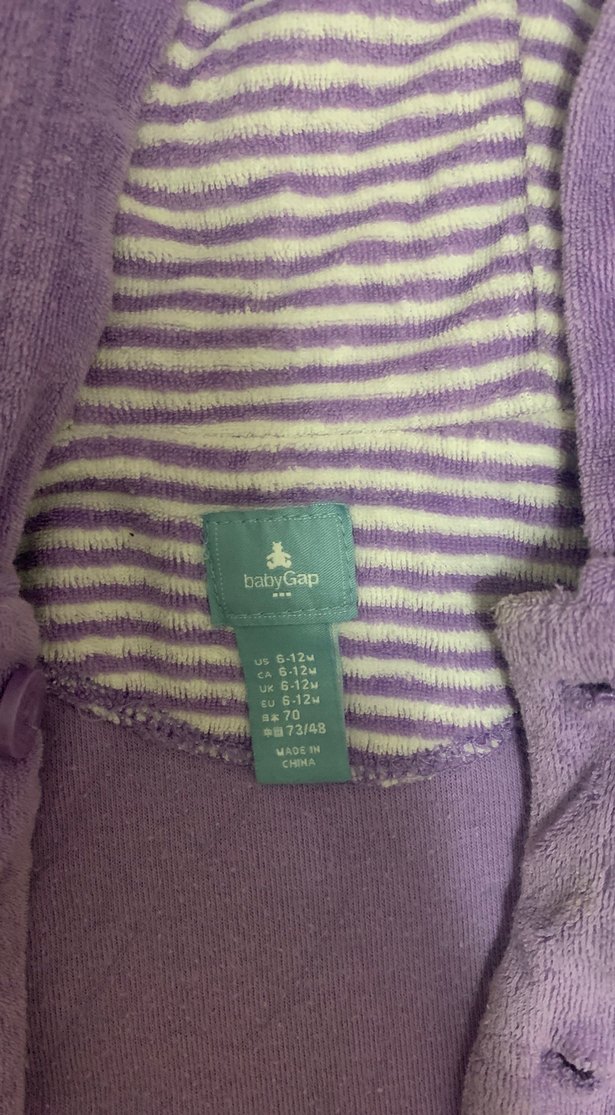 babyGap
US 6-12M
CA 6-12M
UK 6-12M
EU 6-12M
日本 70
中国 73/48
MADE IN
CHINA